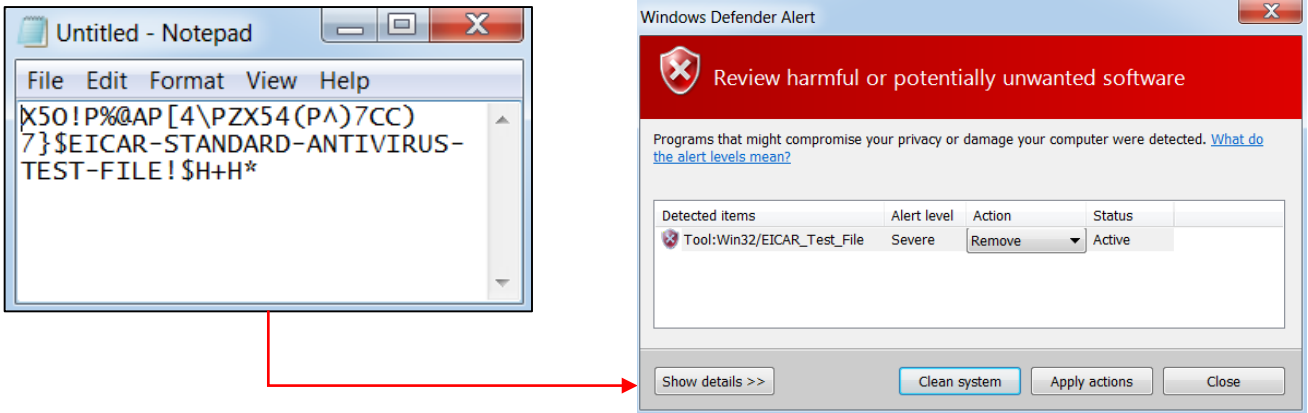 Untitled - Notepad
File Edit Format View Help
X5O!P%@AP[4\PZX54(P^)7CC)
7}$EICAR-STANDARD-ANTIVIRUS-
TEST-FILE!$H+H*
Windows Defender Alert
Review harmful or potentially unwanted software
Programs that might compromise your privacy or damage your computer were detected. What do
the alert levels mean?
Detected items Alert level Action Status
Tool:Win32/EICAR_Test_File Severe Remove Active
Show details >> Clean system Apply actions Close